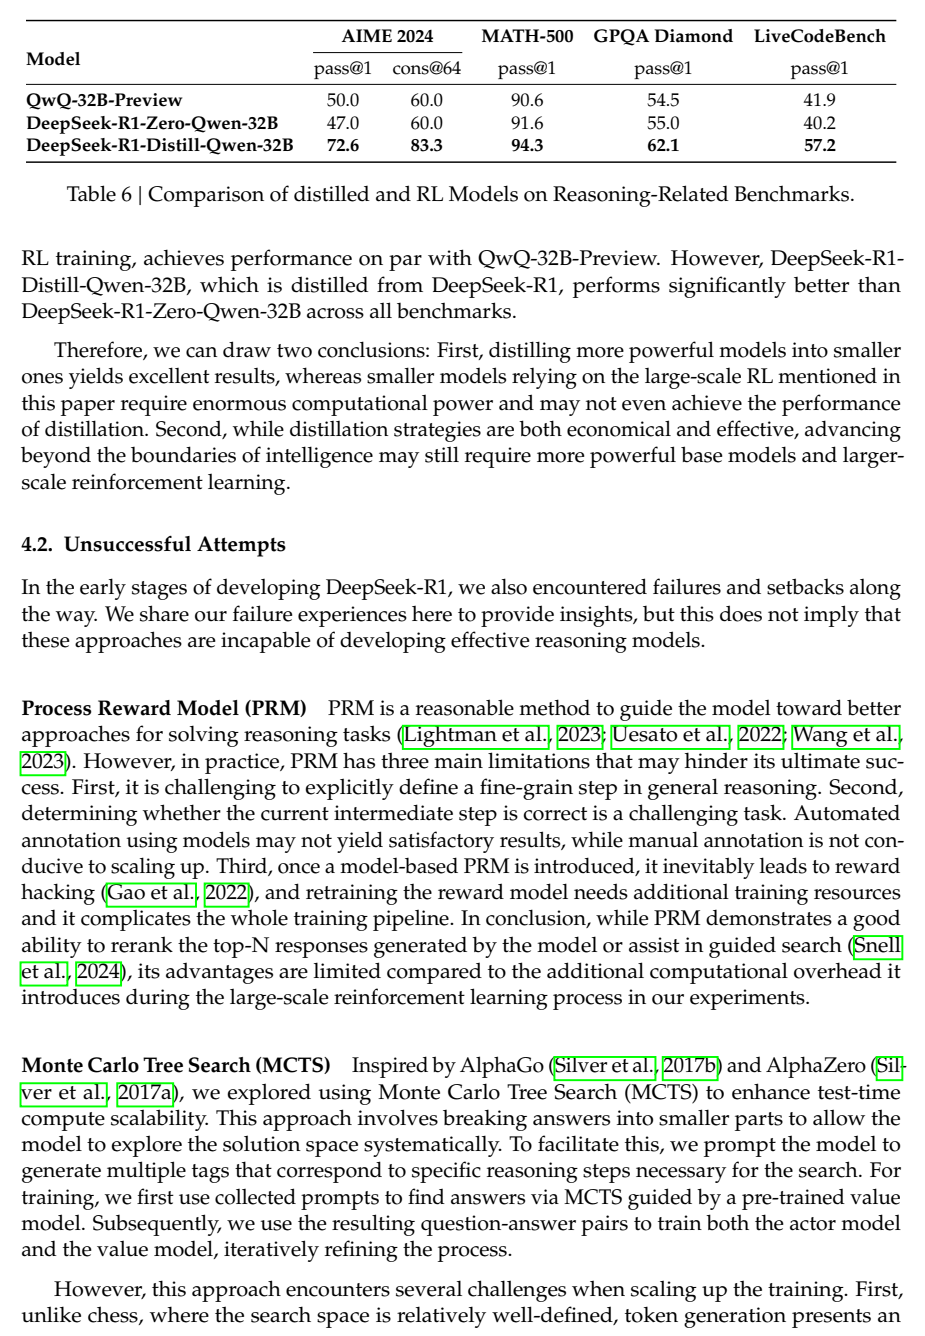 Model AIME 2024 MATH-500 GPQA Diamond LiveCodeBench
pass@1 cons@64 pass@1 pass@1 pass@1
QwQ-32B-Preview 50.0 60.0 90.6 54.5 41.9
DeepSeek-R1-Zero-Qwen-32B 47.0 60.0 91.6 55.0 40.2
DeepSeek-R1-Distill-Qwen-32B 72.6 83.3 94.3 62.1 57.2
Table 6 | Comparison of distilled and RL Models on Reasoning-Related Benchmarks.
RL training, achieves performance on par with QwQ-32B-Preview. However, DeepSeek-R1-
Distill-Qwen-32B, which is distilled from DeepSeek-R1, performs significantly better than
DeepSeek-R1-Zero-Qwen-32B across all benchmarks.
Therefore, we can draw two conclusions: First, distilling more powerful models into smaller
ones yields excellent results, whereas smaller models relying on the large-scale RL mentioned in
this paper require enormous computational power and may not even achieve the performance
of distillation. Second, while distillation strategies are both economical and effective, advancing
beyond the boundaries of intelligence may still require more powerful base models and larger-
scale reinforcement learning.
4.2. Unsuccessful Attempts
In the early stages of developing DeepSeek-R1, we also encountered failures and setbacks along
the way. We share our failure experiences here to provide insights, but this does not imply that
these approaches are incapable of developing effective reasoning models.
Process Reward Model (PRM) PRM is a reasonable method to guide the model toward better
approaches for solving reasoning tasks (Lightman et al., 2023; Uesato et al., 2022; Wang et al.,
2023). However, in practice, PRM has three main limitations that may hinder its ultimate suc-
cess. First, it is challenging to explicitly define a fine-grain step in general reasoning. Second,
determining whether the current intermediate step is correct is a challenging task. Automated
annotation using models may not yield satisfactory results, while manual annotation is not con-
ducive to scaling up. Third, once a model-based PRM is introduced, it inevitably leads to reward
hacking (Gao et al., 2022), and retraining the reward model needs additional training resources
and it complicates the whole training pipeline. In conclusion, while PRM demonstrates a good
ability to rerank the top-N responses generated by the model or assist in guided search (Snell
et al., 2024), its advantages are limited compared to the additional computational overhead it
introduces during the large-scale reinforcement learning process in our experiments.
Monte Carlo Tree Search (MCTS) Inspired by AlphaGo (Silver et al., 2017b) and AlphaZero (Sil-
ver et al., 2017a), we explored using Monte Carlo Tree Search (MCTS) to enhance test-time
compute scalability. This approach involves breaking answers into smaller parts to allow the
model to explore the solution space systematically. To facilitate this, we prompt the model to
generate multiple tags that correspond to specific reasoning steps necessary for the search. For
training, we first use collected prompts to find answers via MCTS guided by a pre-trained value
model. Subsequently, we use the resulting question-answer pairs to train both the actor model
and the value model, iteratively refining the process.
However, this approach encounters several challenges when scaling up the training. First,
unlike chess, where the search space is relatively well-defined, token generation presents an